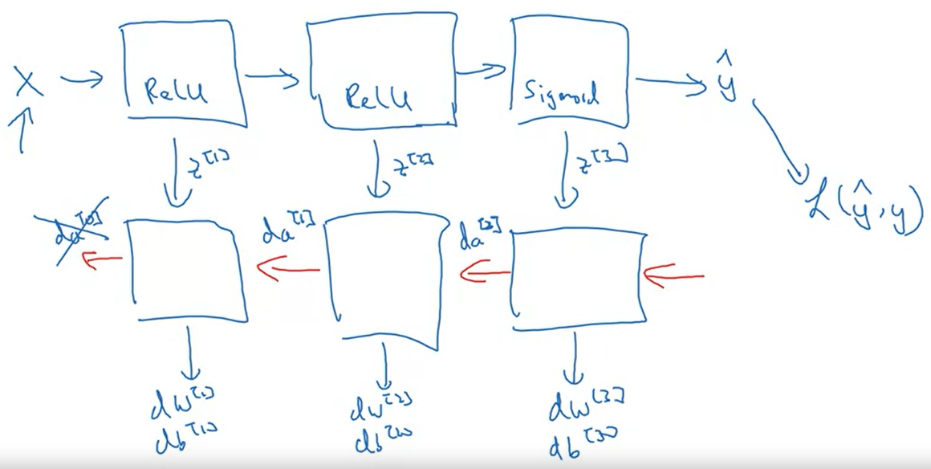 X
ReLU
ReLU
Sigmoid
ŷ
z[1]
z[2]
z[3]
L(ŷ,y)
da[0]
da[1]
da[2]
dw[1]
db[1]
dw[2]
db[2]
dw[3]
db[3]